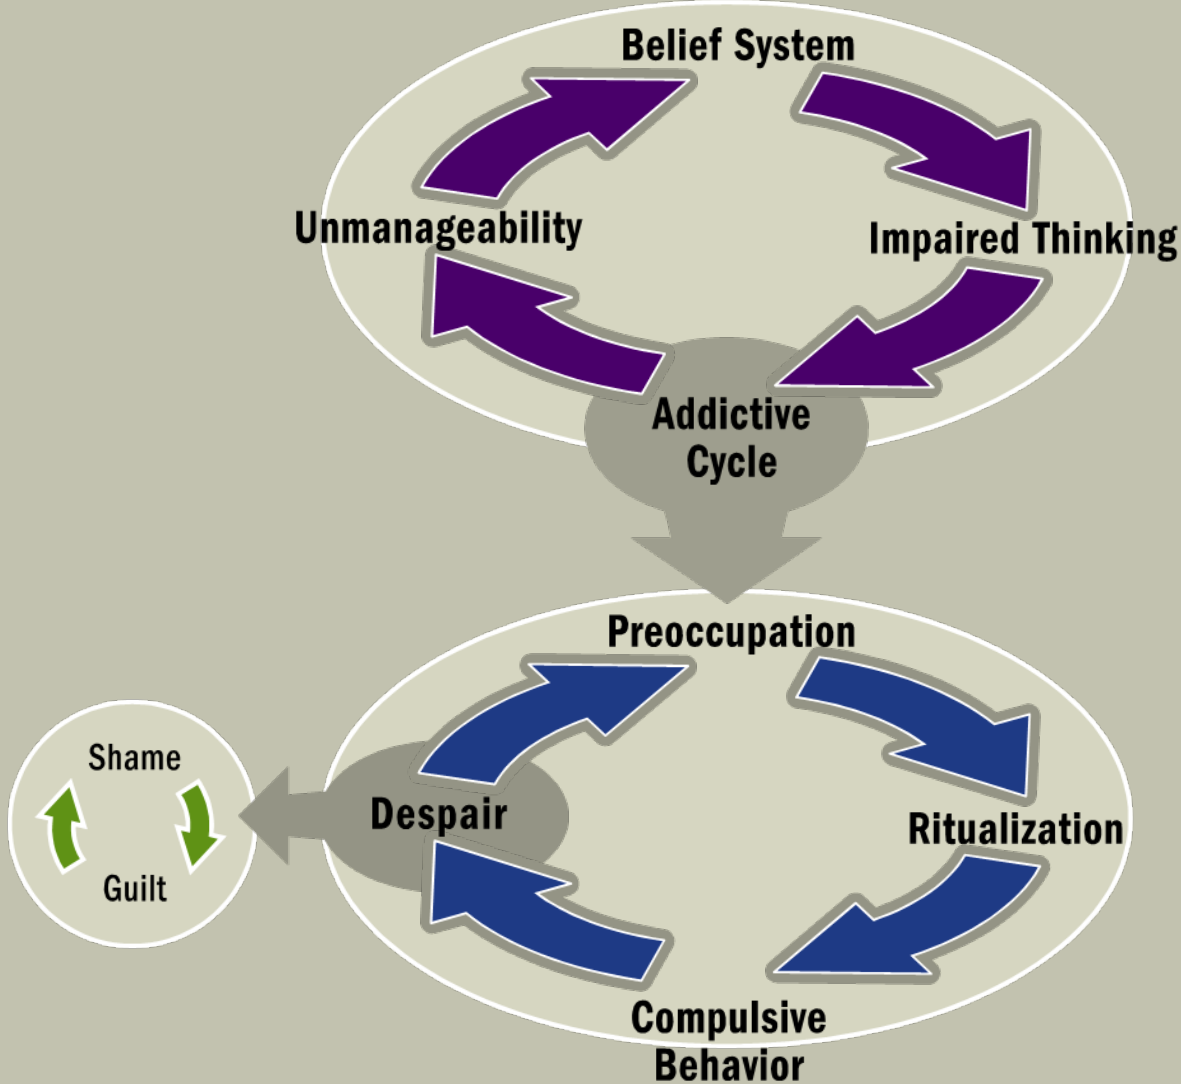 Belief System
Unmanageability
Impaired Thinking
Addictive
Cycle
Preoccupation
Shame
Despair
Ritualization
Guilt
Compulsive
Behavior